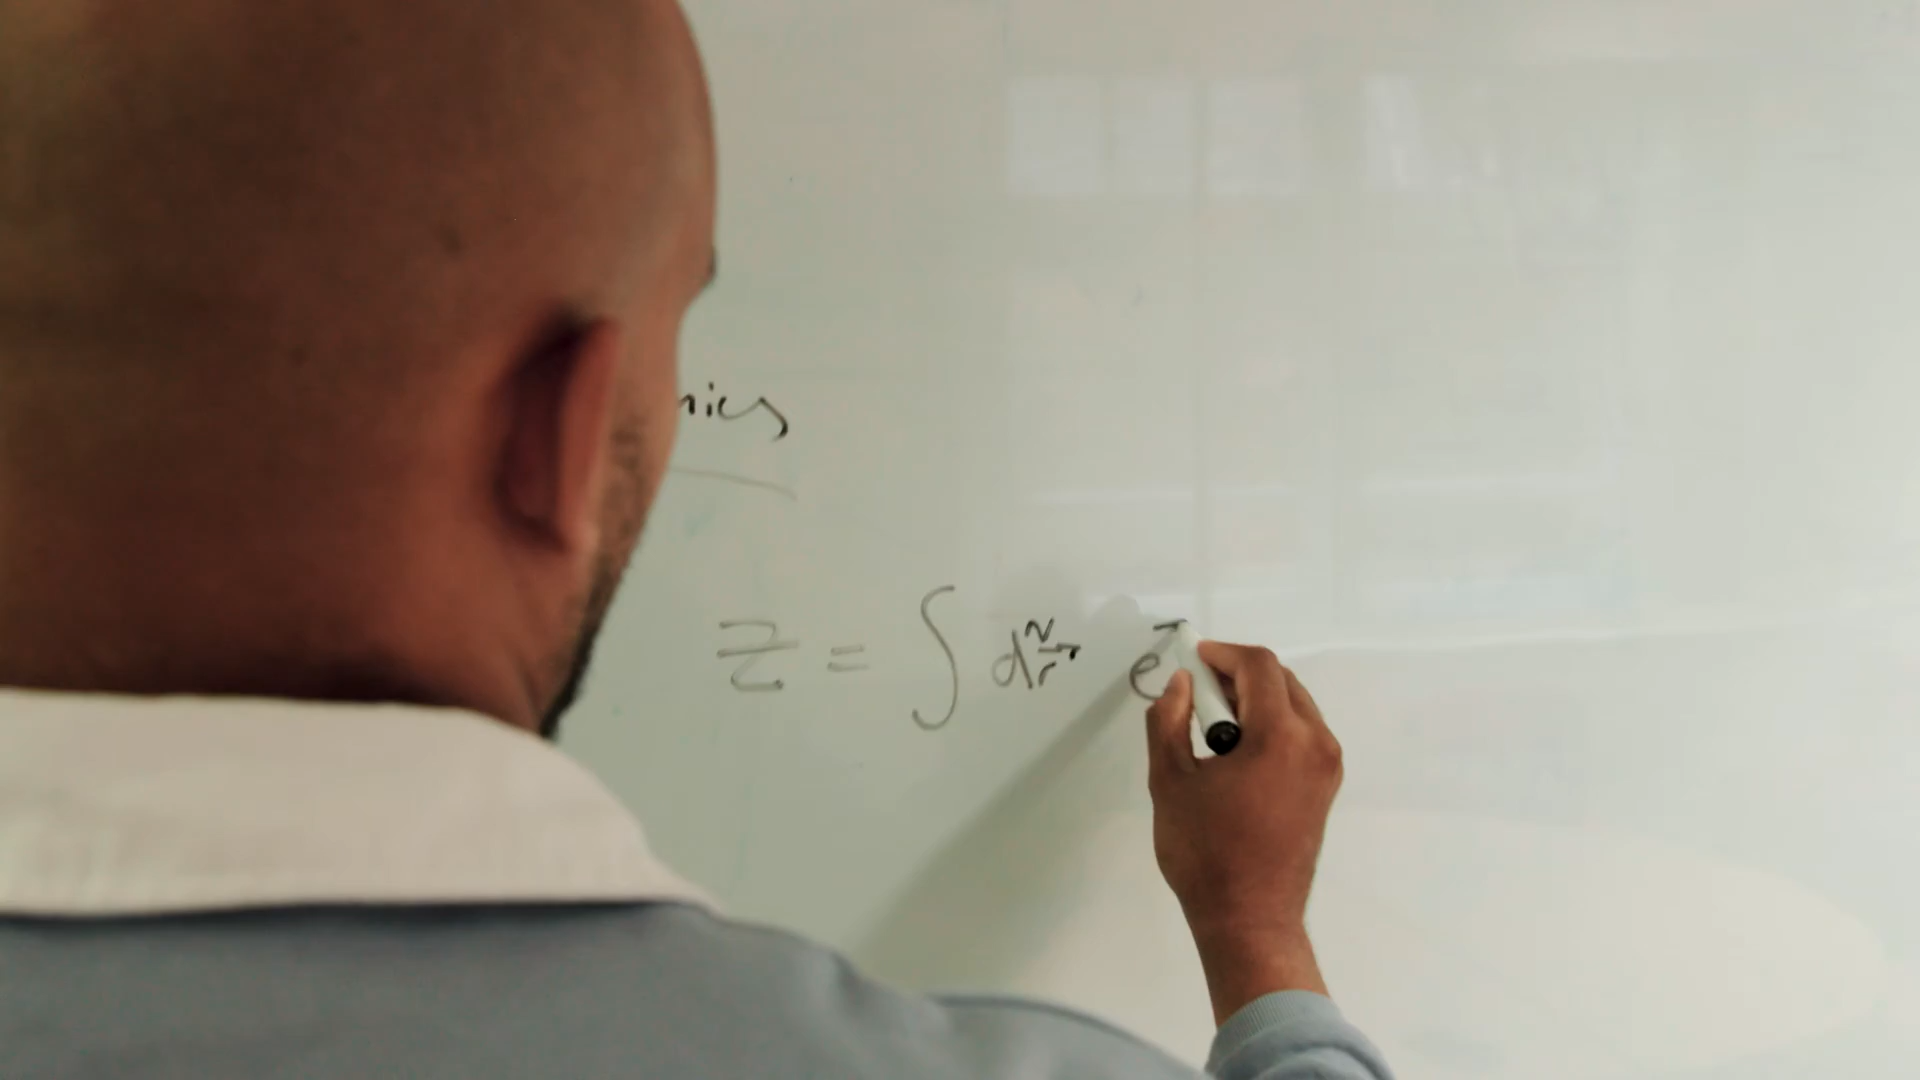 nics
Z = ∫ d^N r⃗ e^-